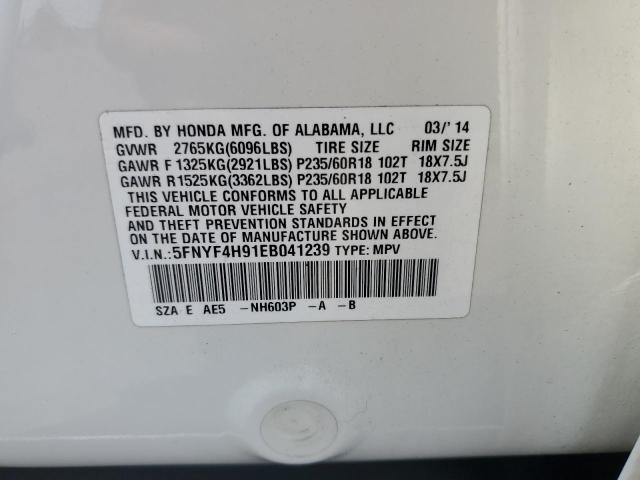 MFD. BY HONDA MFG. OF ALABAMA, LLC 03/'14
GVWR 2765KG(6096LBS) TIRE SIZE RIM SIZE
GAWR F 1325KG(2921LBS) P235/60R18 102T 18X7.5J
GAWR R1525KG(3362LBS) P235/60R18 102T 18X7.5J
THIS VEHICLE CONFORMS TO ALL APPLICABLE
FEDERAL MOTOR VEHICLE SAFETY
AND THEFT PREVENTION STANDARDS IN EFFECT
ON THE DATE OF MANUFACTURE SHOWN ABOVE.
V.I.N.:5FNYF4H91EB041239 TYPE: MPV
SZA E AE5 -NH603P -A -B